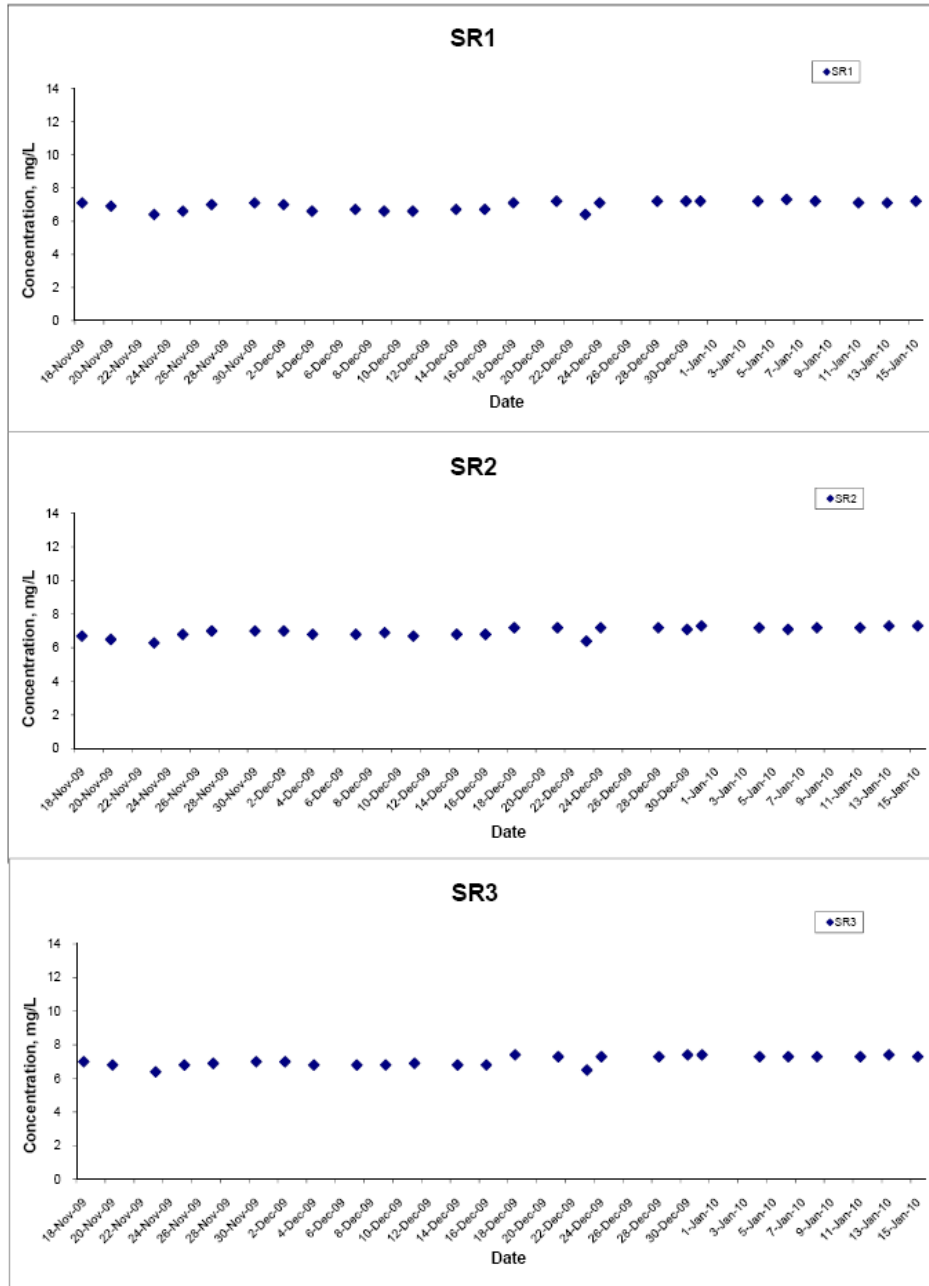 SR1
◆SR1
14
12
10
8
6
4
2
0
Concentration, mg/L
18-Nov-09 20-Nov-09 22-Nov-09 24-Nov-09 26-Nov-09 28-Nov-09 30-Nov-09 2-Dec-09 4-Dec-09 6-Dec-09 8-Dec-09 10-Dec-09 12-Dec-09 14-Dec-09 16-Dec-09 18-Dec-09 20-Dec-09 22-Dec-09 24-Dec-09 26-Dec-09 28-Dec-09 30-Dec-09 1-Jan-10 3-Jan-10 5-Jan-10 7-Jan-10 9-Jan-10 11-Jan-10 13-Jan-10 15-Jan-10
Date
SR2
◆SR2
14
12
10
8
6
4
2
0
Concentration, mg/L
18-Nov-09 20-Nov-09 22-Nov-09 24-Nov-09 26-Nov-09 28-Nov-09 30-Nov-09 2-Dec-09 4-Dec-09 6-Dec-09 8-Dec-09 10-Dec-09 12-Dec-09 14-Dec-09 16-Dec-09 18-Dec-09 20-Dec-09 22-Dec-09 24-Dec-09 26-Dec-09 28-Dec-09 30-Dec-09 1-Jan-10 3-Jan-10 5-Jan-10 7-Jan-10 9-Jan-10 11-Jan-10 13-Jan-10 15-Jan-10
Date
SR3
◆SR3
14
12
10
8
6
4
2
0
Concentration, mg/L
18-Nov-09 20-Nov-09 22-Nov-09 24-Nov-09 26-Nov-09 28-Nov-09 30-Nov-09 2-Dec-09 4-Dec-09 6-Dec-09 8-Dec-09 10-Dec-09 12-Dec-09 14-Dec-09 16-Dec-09 18-Dec-09 20-Dec-09 22-Dec-09 24-Dec-09 26-Dec-09 28-Dec-09 30-Dec-09 1-Jan-10 3-Jan-10 5-Jan-10 7-Jan-10 9-Jan-10 11-Jan-10 13-Jan-10 15-Jan-10
Date